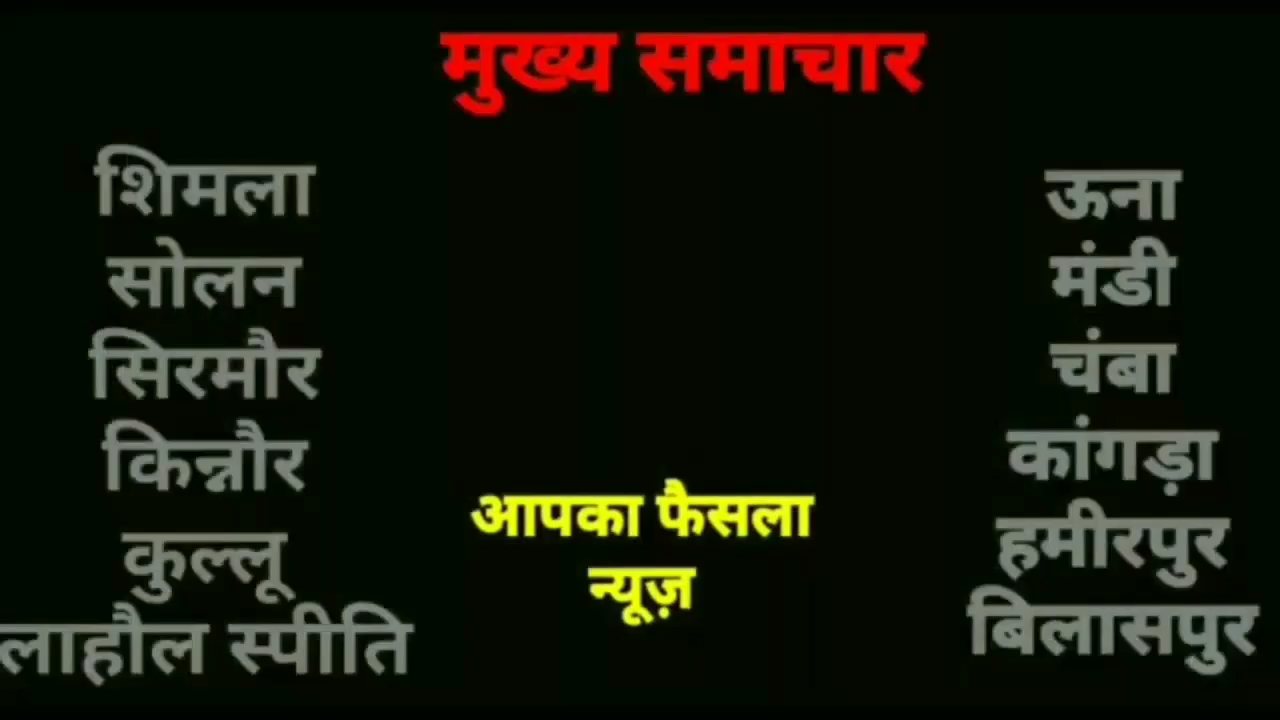 मुख्य समाचार
शिमला
सोलन
सिरमौर
किन्नौर
कुल्लू
लाहौल स्पीति
आपका फैसला
न्यूज़
ऊना
मंडी
चंबा
कांगड़ा
हमीरपुर
बिलासपुर